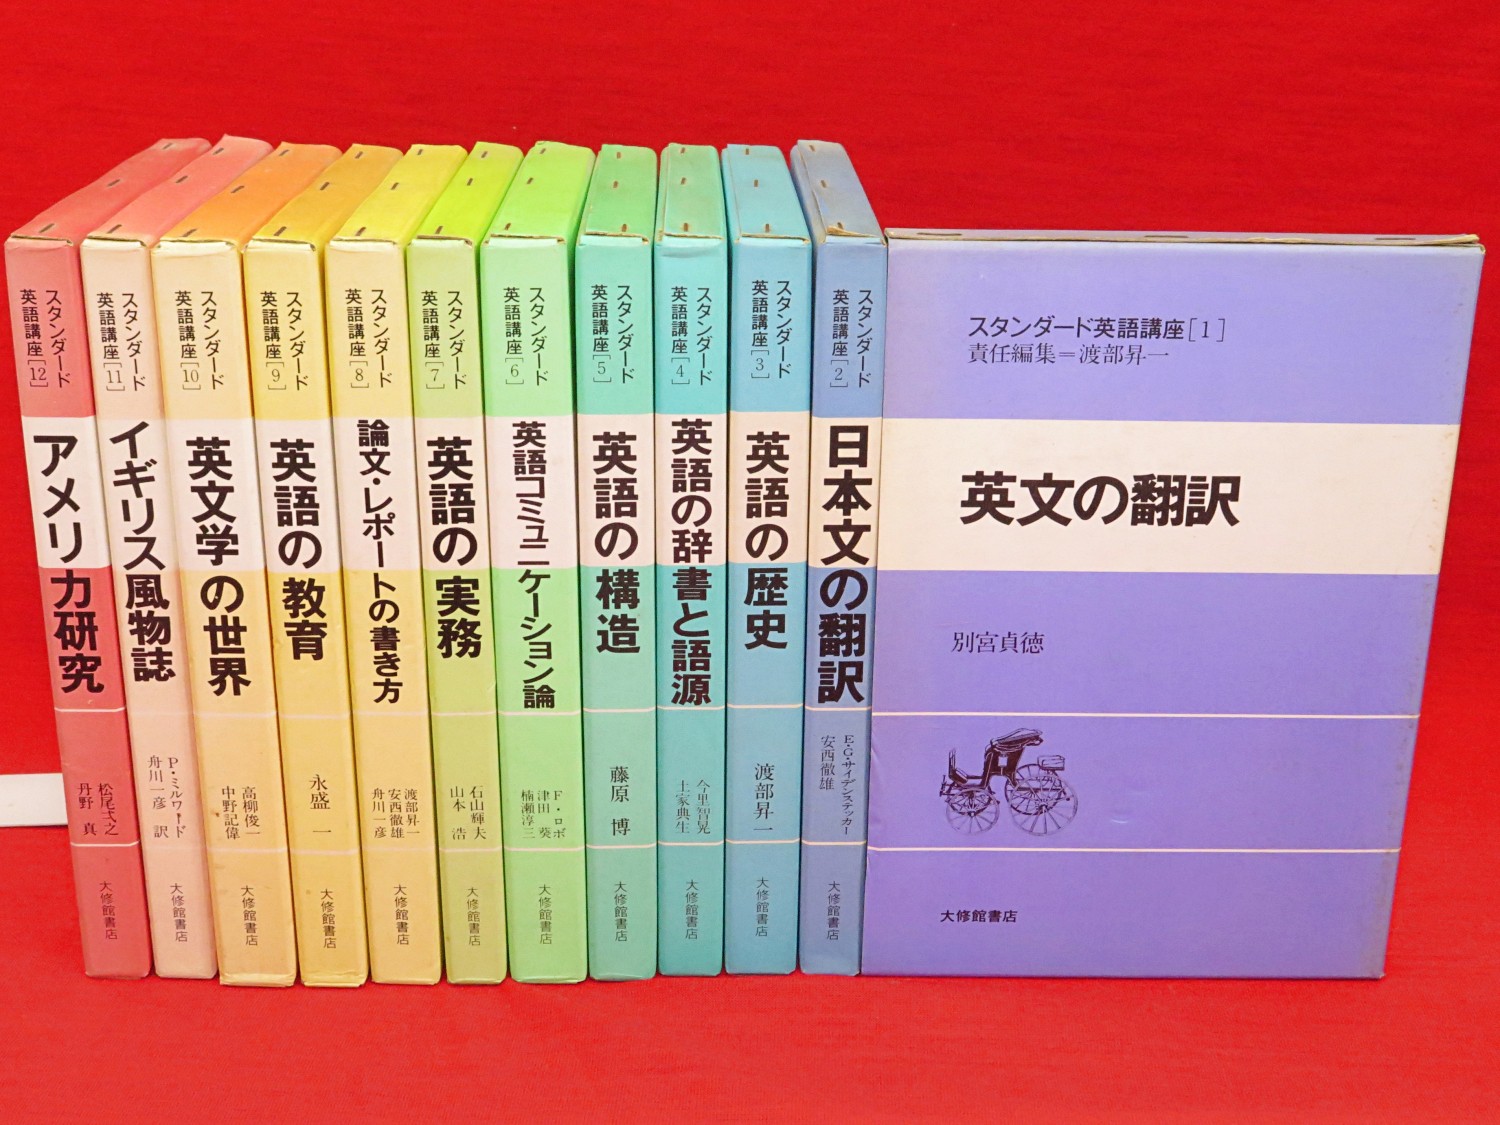 スタンダード
英語講座[12]
アメリカ研究
松尾弌之
丹野 真
大修館書店
スタンダード
英語講座[11]
イギリス風物誌
P・ミルワード
舟川一彦 訳
大修館書店
スタンダード
英語講座[10]
英文学の世界
高柳俊一
中野記偉
大修館書店
スタンダード
英語講座[9]
英語の教育
永盛 一
大修館書店
スタンダード
英語講座[8]
論文・レポートの書き方
渡部昇一
安西徹雄
舟川一彦
大修館書店
スタンダード
英語講座[7]
英語の実務
石山輝夫
山本 浩
大修館書店
スタンダード
英語講座[6]
英語コミュニケーション論
F・ロボ
津田 葵
楠瀬淳三
大修館書店
スタンダード
英語講座[5]
英語の構造
藤原 博
大修館書店
スタンダード
英語講座[4]
英語の辞書と語源
今里智晃
土家典生
大修館書店
スタンダード
英語講座[3]
英語の歴史
渡部昇一
大修館書店
スタンダード
英語講座[2]
日本文の翻訳
E・G・サイデンステッカー
安西徹雄
大修館書店
スタンダード英語講座[1]
責任編集＝渡部昇一
英文の翻訳
別宮貞徳
大修館書店